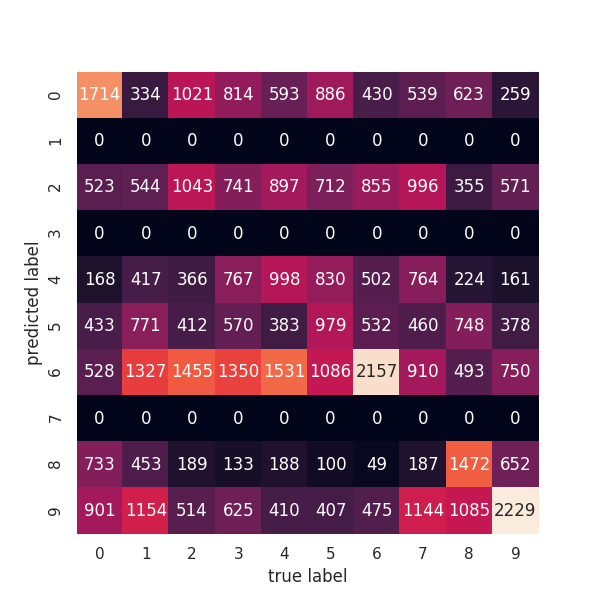 0 1714 334 1021 814 593 886 430 539 623 259
1 0 0 0 0 0 0 0 0 0 0
2 523 544 1043 741 897 712 855 996 355 571
3 0 0 0 0 0 0 0 0 0 0
predicted label
4 168 417 366 767 998 830 502 764 224 161
5 433 771 412 570 383 979 532 460 748 378
6 528 1327 1455 1350 1531 1086 2157 910 493 750
7 0 0 0 0 0 0 0 0 0 0
8 733 453 189 133 188 100 49 187 1472 652
9 901 1154 514 625 410 407 475 1144 1085 2229
0 1 2 3 4 5 6 7 8 9
true label